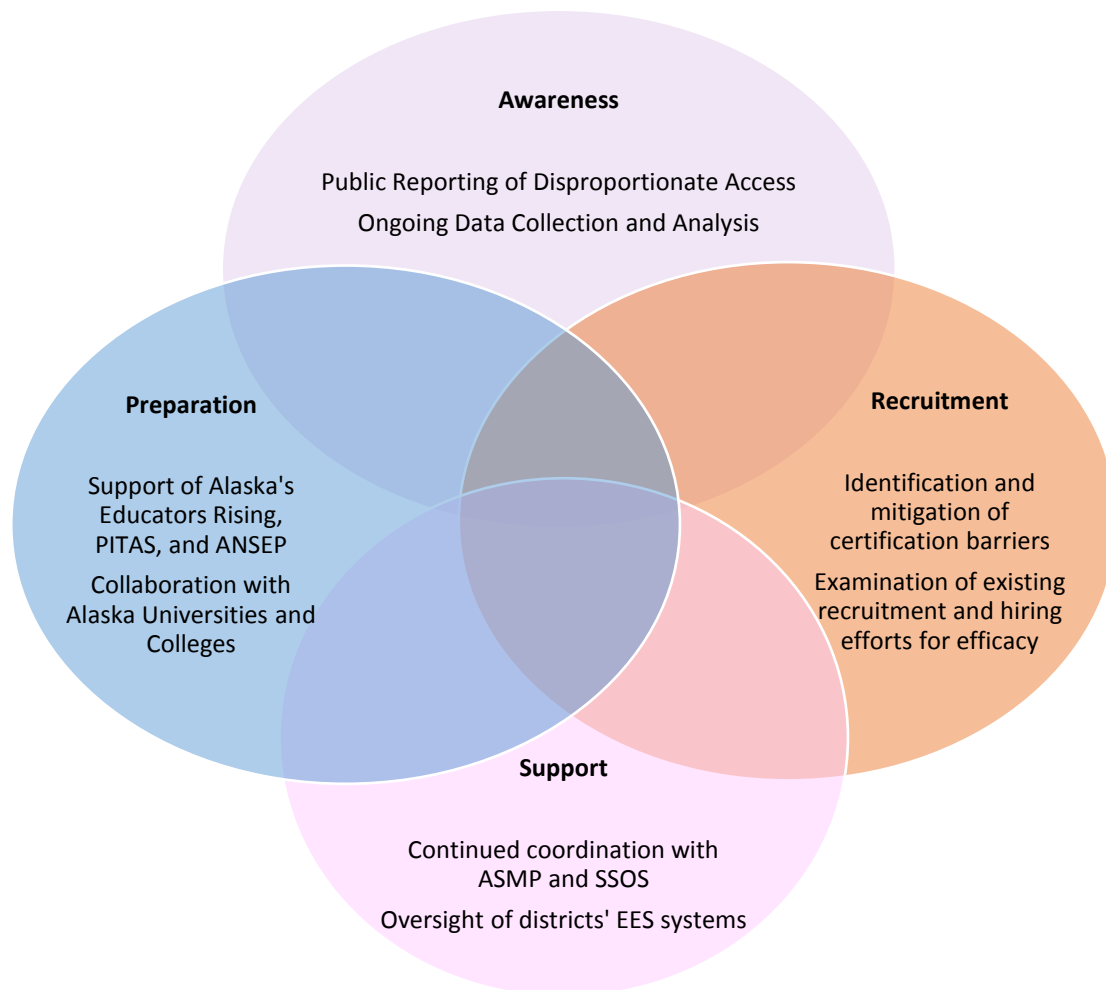 Awareness
Public Reporting of Disproportionate Access
Ongoing Data Collection and Analysis
Preparation
Support of Alaska's
Educators Rising,
PITAS, and ANSEP
Collaboration with
Alaska Universities and
Colleges
Recruitment
Identification and
mitigation of
certification barriers
Examination of existing
recruitment and hiring
efforts for efficacy
Support
Continued coordination with
ASMP and SSOS
Oversight of districts' EES systems